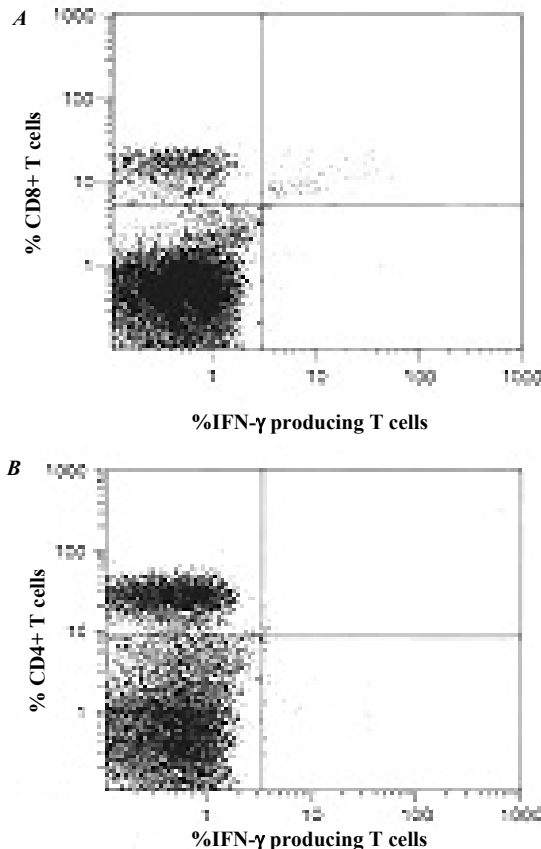 A
1000
100
10
1
% CD8+ T cells
1 10 100 1000
%IFN-γ producing T cells
B
1000
100
10
1
% CD4+ T cells
1 10 100 1000
%IFN-γ producing T cells